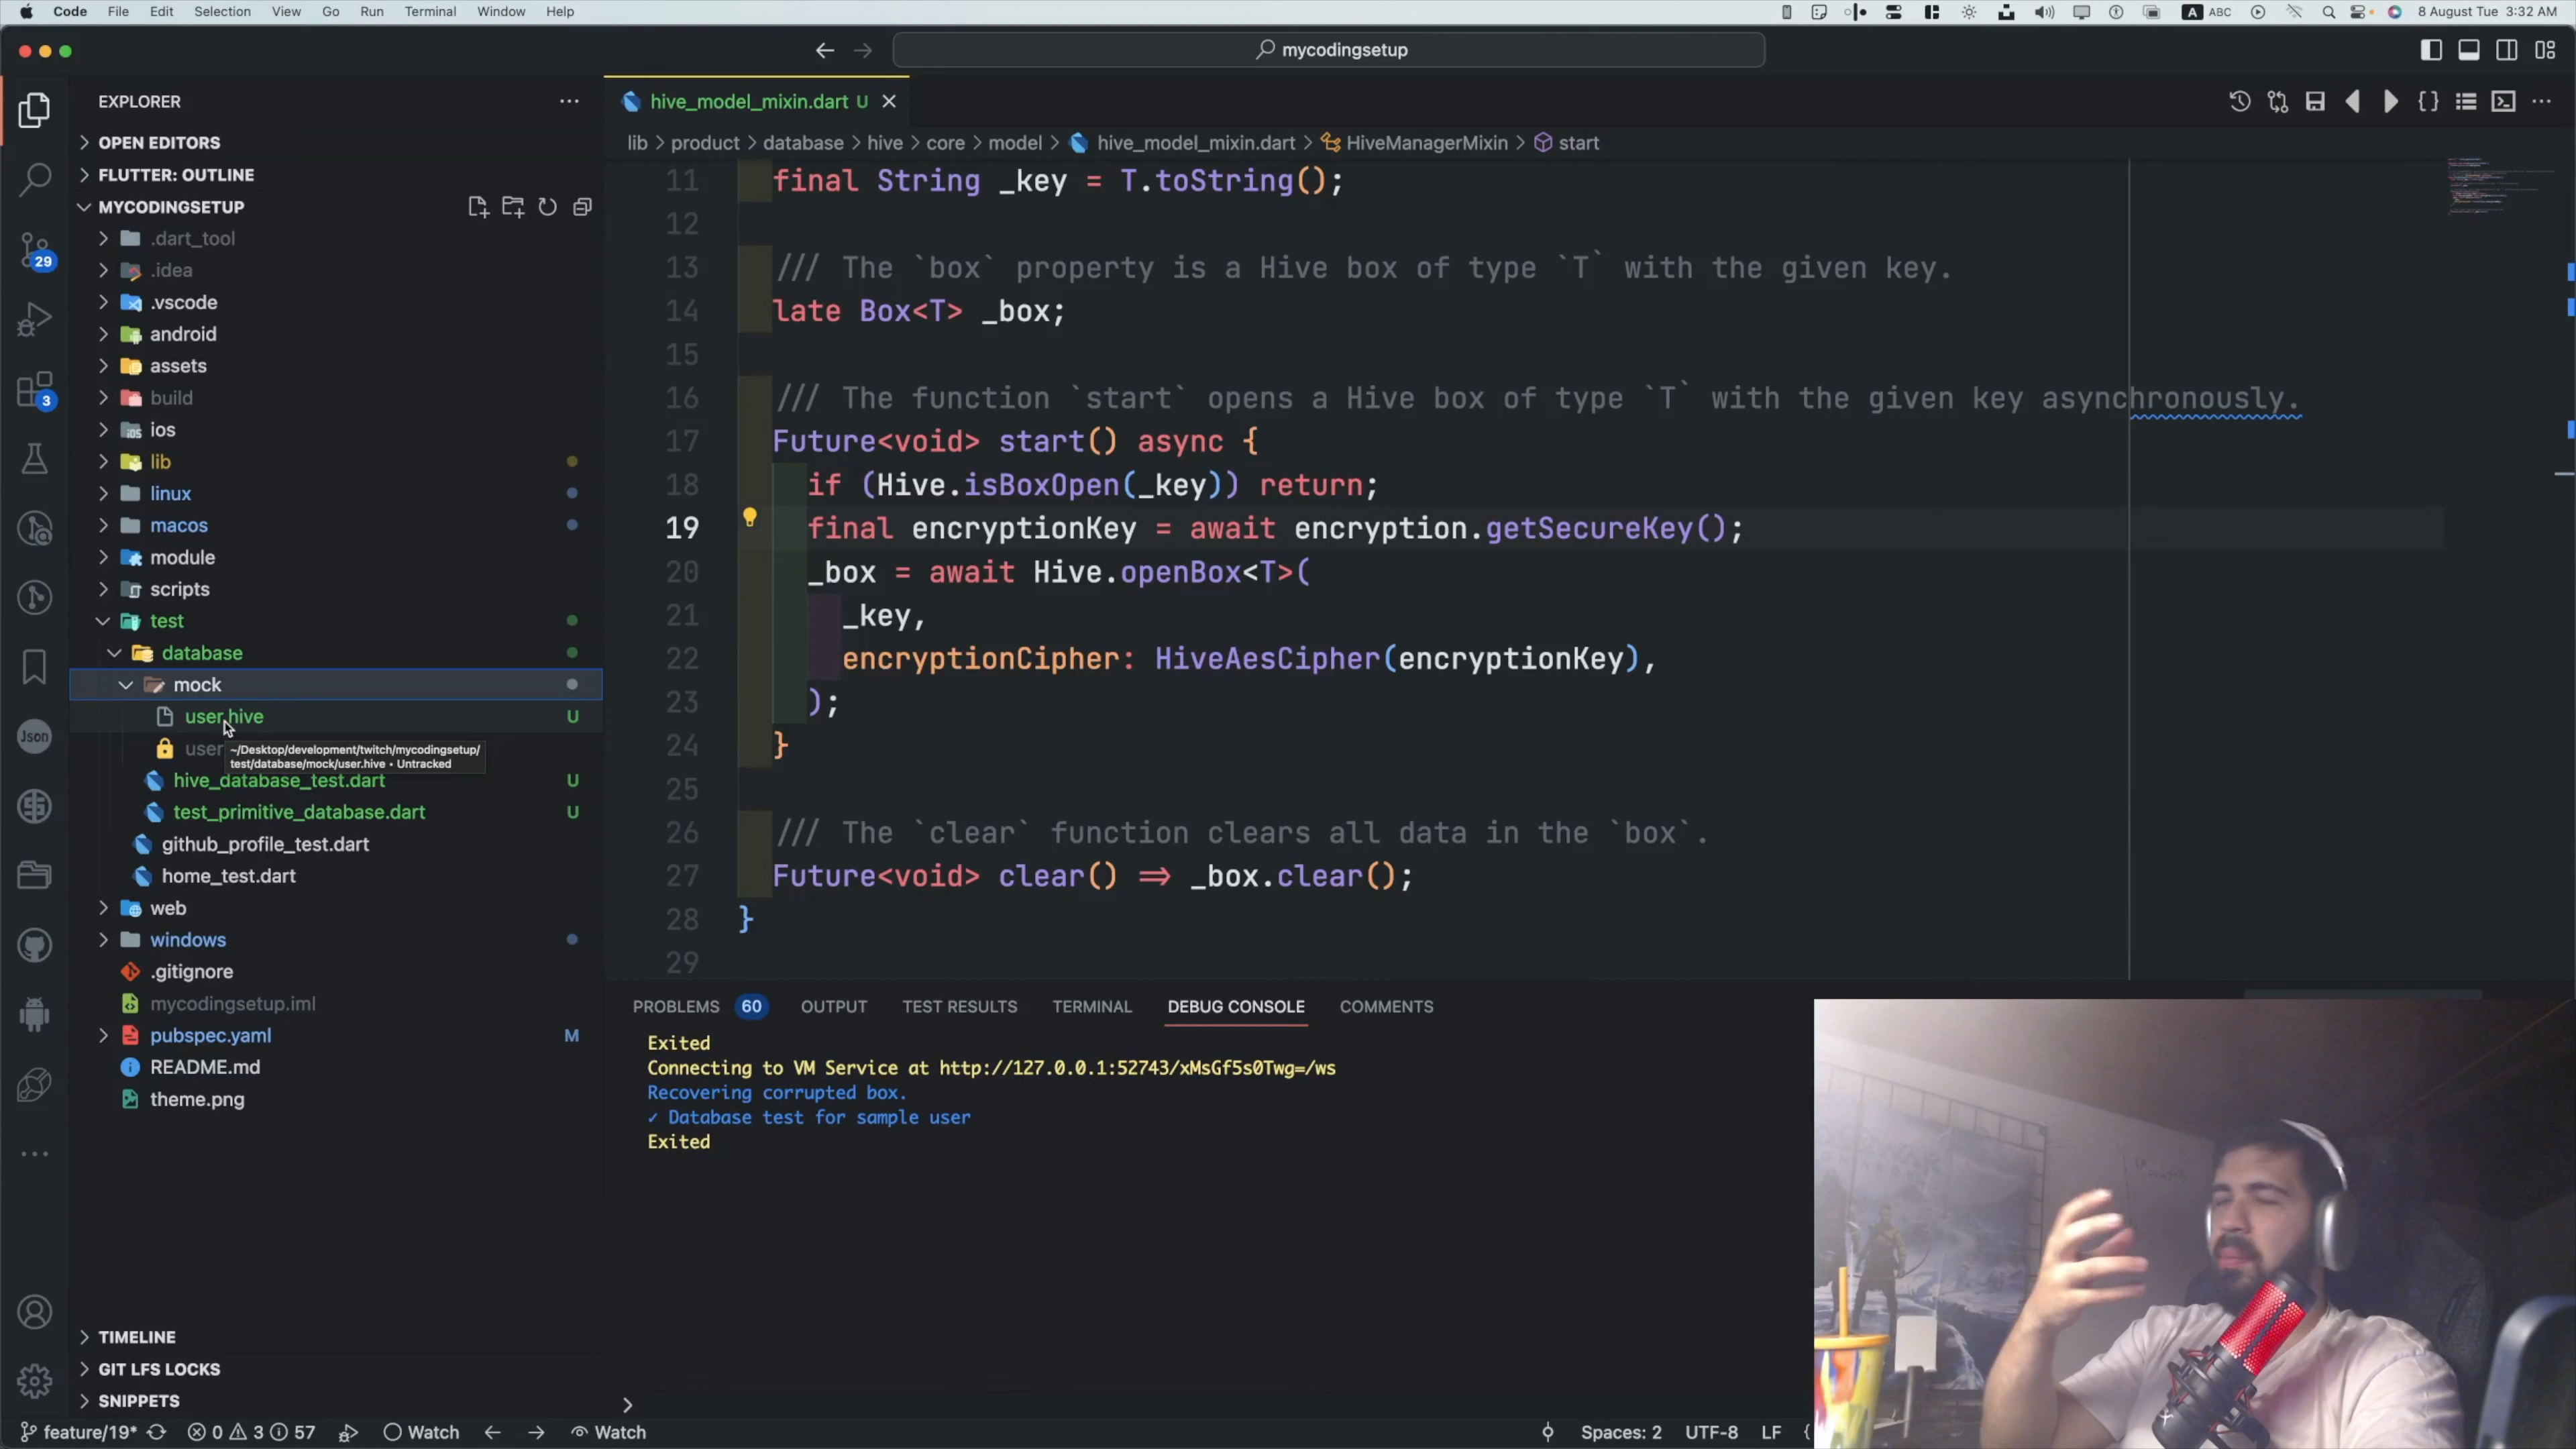 Code File Edit Selection View Go Run Terminal Window Help
A ABC 8 August Tue 3:32 AM
mycodingsetup
EXPLORER
OPEN EDITORS
FLUTTER: OUTLINE
MYCODINGSETUP
.dart_tool
.idea
.vscode
android
assets
build
ios
lib
linux
macos
module
scripts
test
database
mock
user.hive U
user
~/Desktop/development/twitch/mycodingsetup/
test/database/mock/user.hive • Untracked
hive_database_test.dart U
test_primitive_database.dart U
github_profile_test.dart
home_test.dart
web
windows
.gitignore
mycodingsetup.iml
pubspec.yaml M
README.md
theme.png
TIMELINE
GIT LFS LOCKS
SNIPPETS
29
3
Json
hive_model_mixin.dart U
lib > product > database > hive > core > model > hive_model_mixin.dart > HiveManagerMixin > start
11 final String _key = T.toString();
12
13 /// The `box` property is a Hive box of type `T` with the given key.
14 late Box<T> _box;
15
16 /// The function `start` opens a Hive box of type `T` with the given key asynchronously.
17 Future<void> start() async {
18 if (Hive.isBoxOpen(_key)) return;
19 final encryptionKey = await encryption.getSecureKey();
20 _box = await Hive.openBox<T>(
21 _key,
22 encryptionCipher: HiveAesCipher(encryptionKey),
23 );
24 }
25
26 /// The `clear` function clears all data in the `box`.
27 Future<void> clear() => _box.clear();
28 }
29
PROBLEMS 60 OUTPUT TEST RESULTS TERMINAL DEBUG CONSOLE COMMENTS
Exited
Connecting to VM Service at http://127.0.0.1:52743/xMsGf5s0Twg=/ws
Recovering corrupted box.
✓ Database test for sample user
Exited
feature/19* 0 3 57 Watch Watch
Spaces: 2 UTF-8 LF {